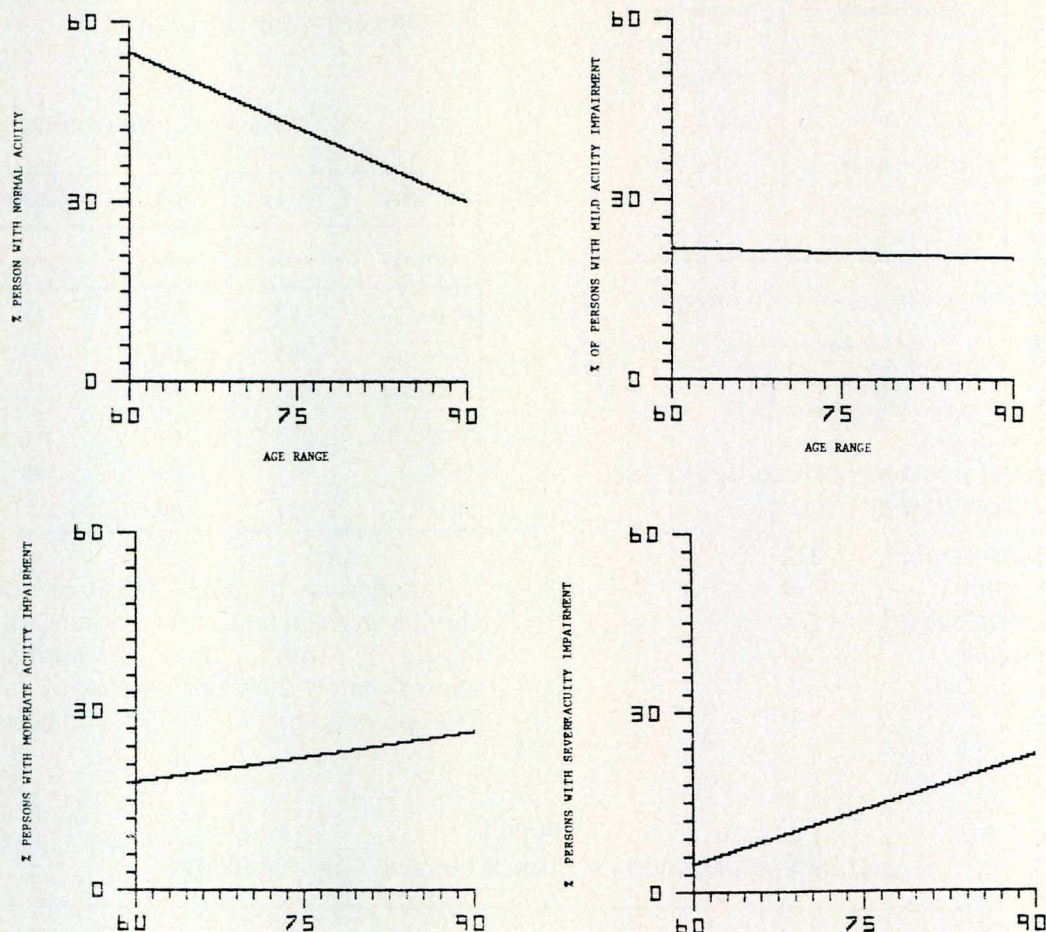 60
30
0
60 75 90
% PERSON WITH NORMAL ACUITY
AGE RANGE
60
30
0
60 75 90
% OF PERSONS WITH MILD ACUITY IMPAIRMENT
AGE RANGE
60
30
0
60 75 90
% PERSONS WITH MODERATE ACUITY IMPAIRMENT
60
30
0
60 75 90
% PERSONS WITH SEVEREACUITY IMPAIRMENT